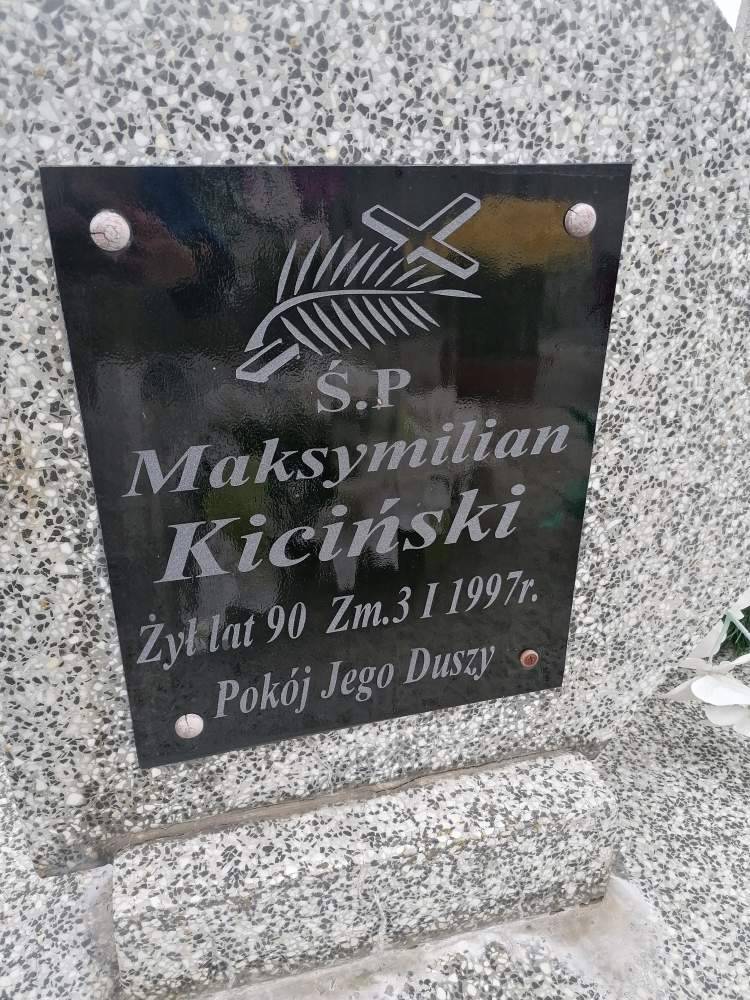 Ś.P
Maksymilian
Kiciński
Żył lat 90 Zm.3 I 1997r.
Pokój Jego Duszy